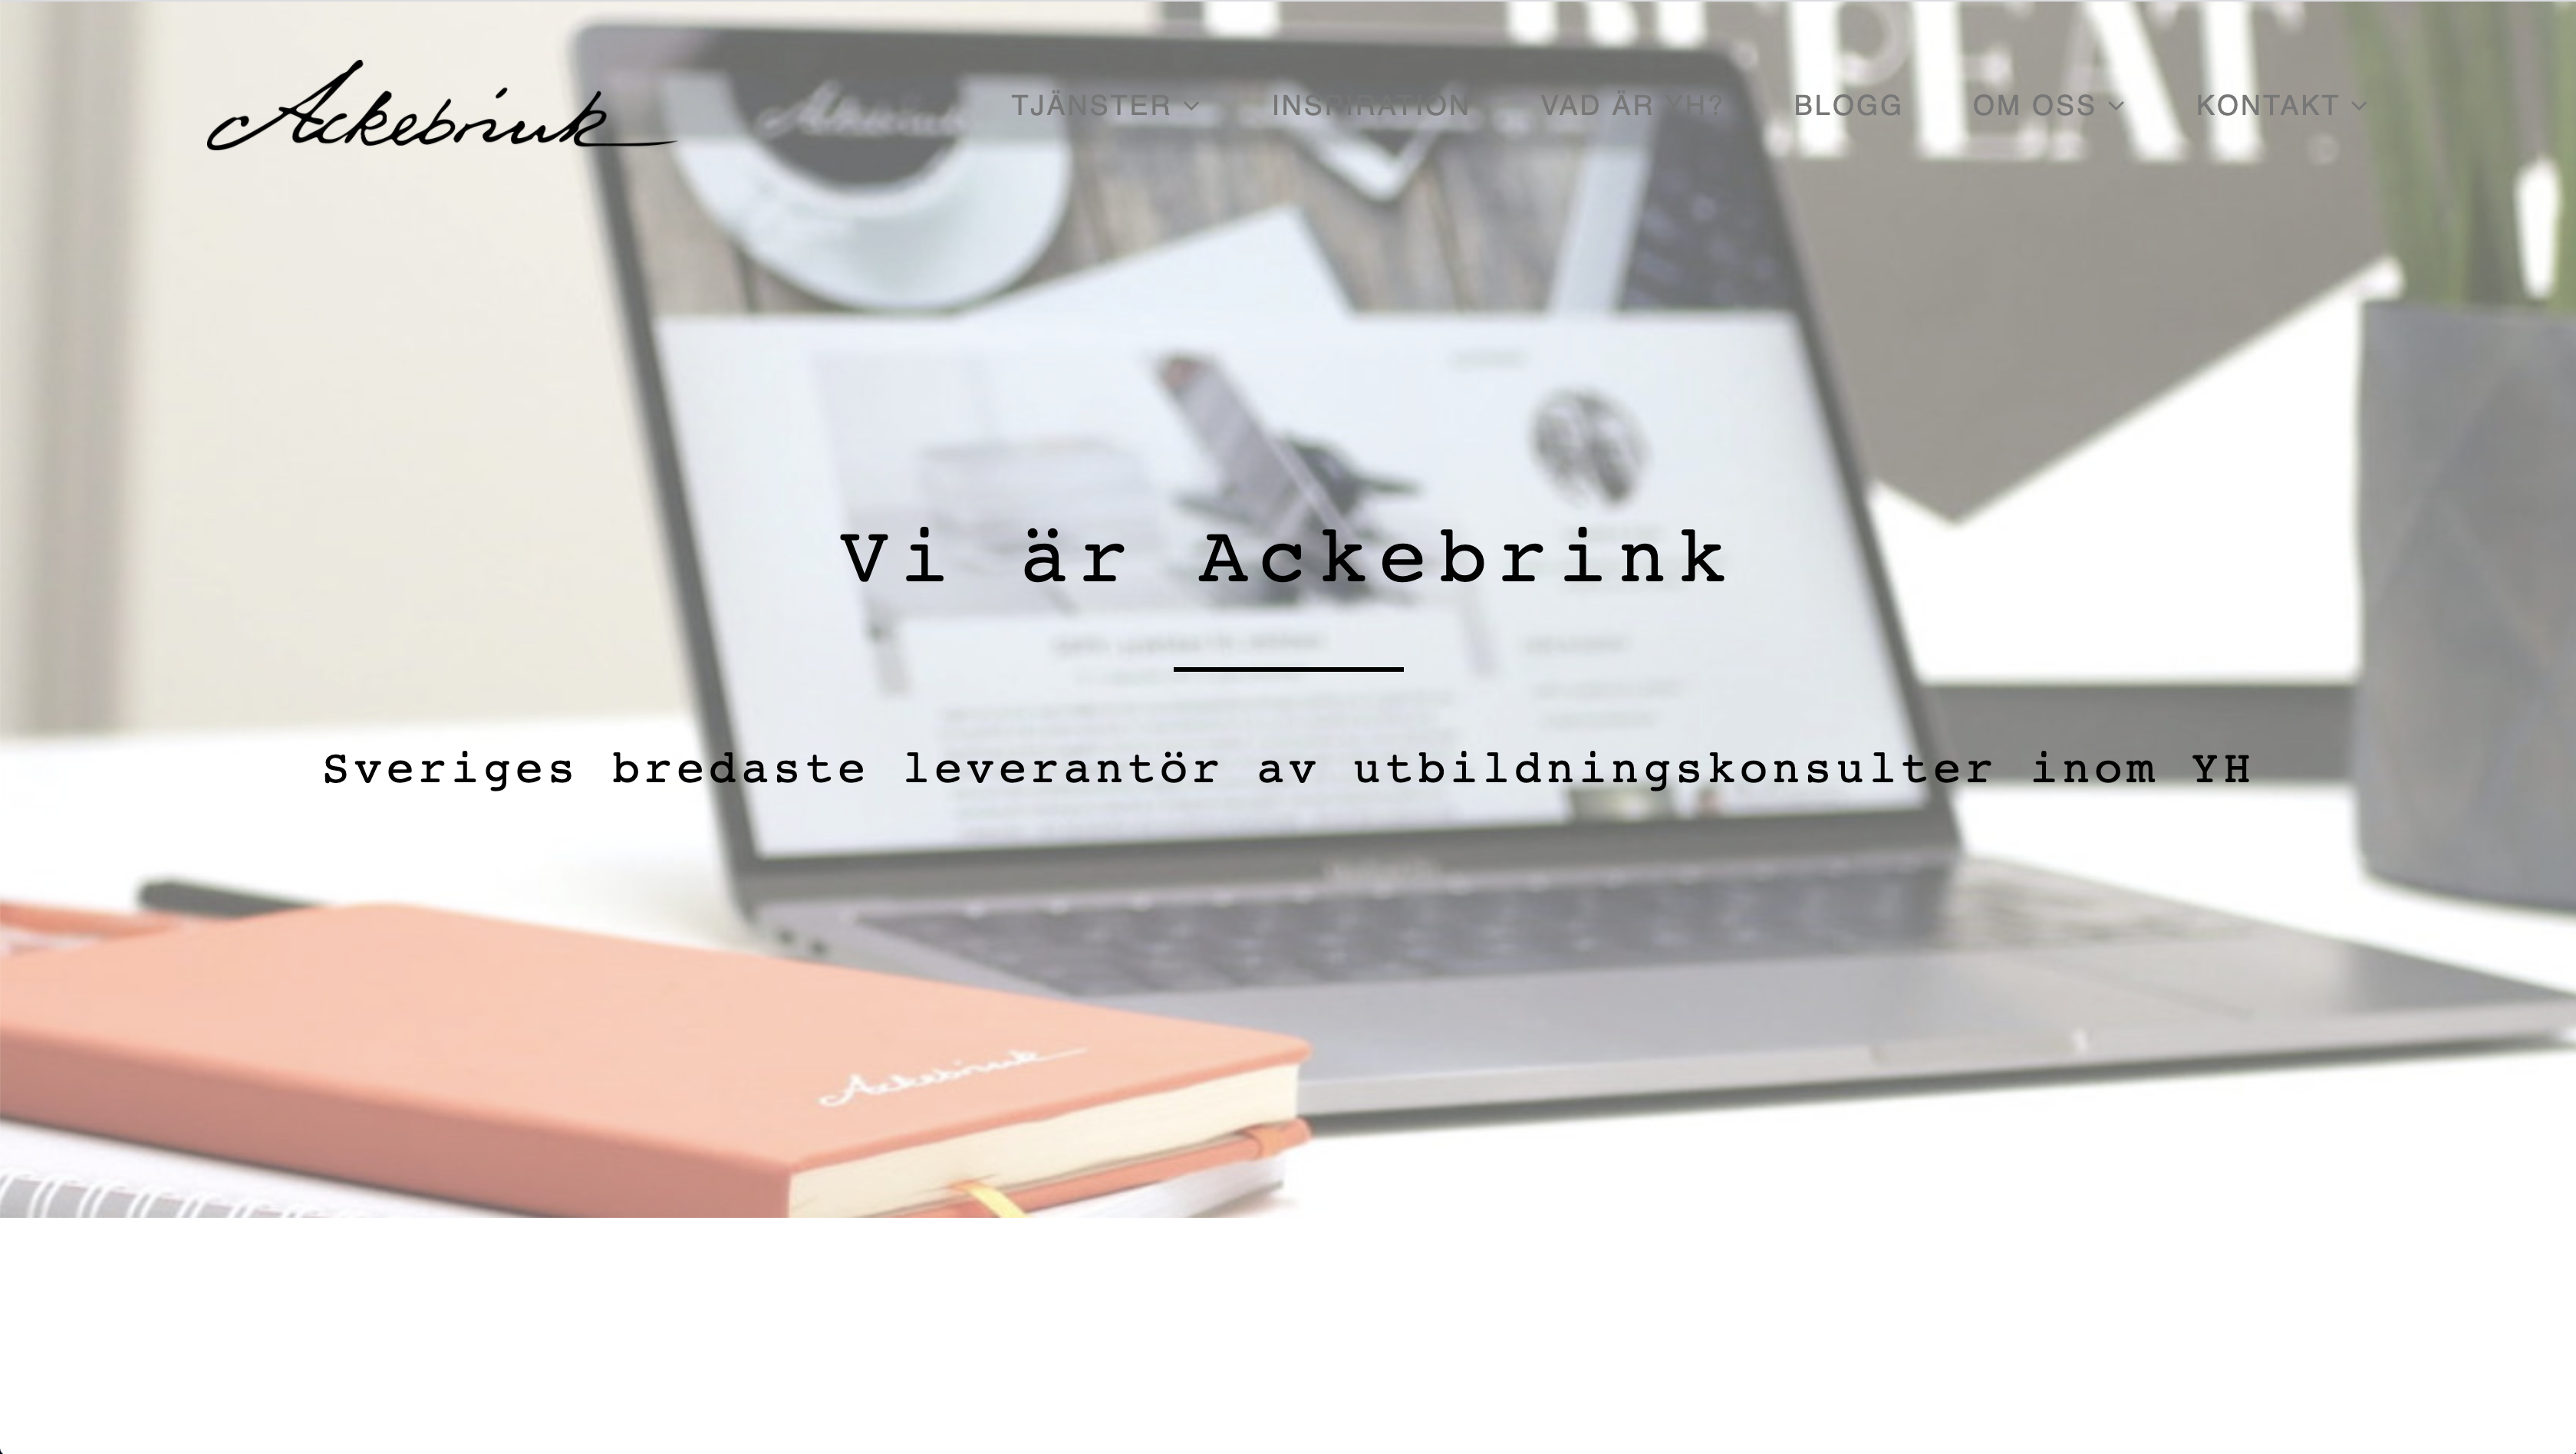 Ackebrink
TJÄNSTER INSPIRATION VAD ÄR YH? BLOGG OM OSS KONTAKT
Vi är Ackebrink
Sveriges bredaste leverantör av utbildningskonsulter inom YH
Ackebrink